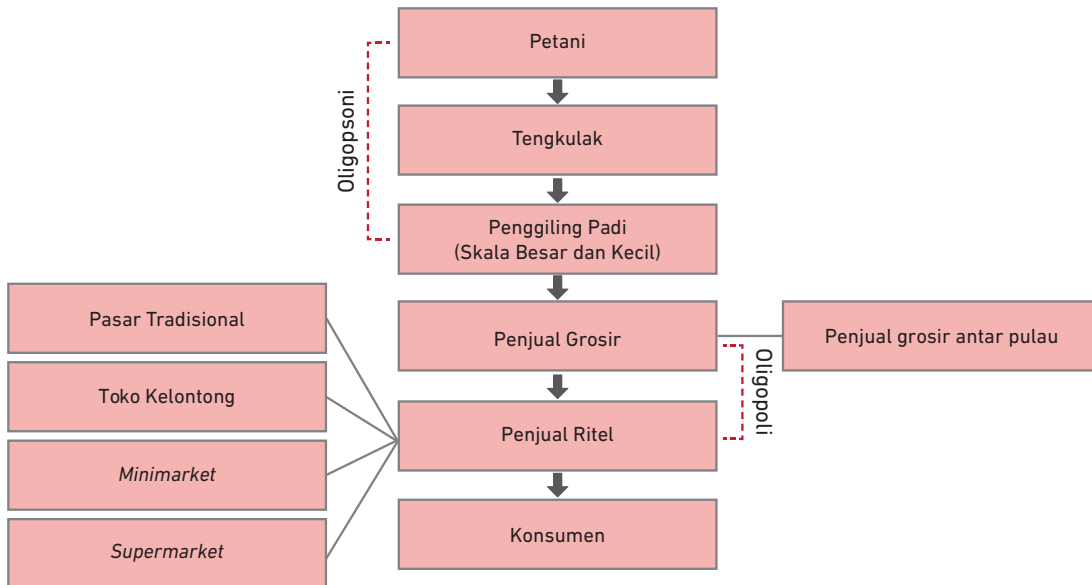 Petani
Oligopsoni
Tengkulak
Penggiling Padi
(Skala Besar dan Kecil)
Pasar Tradisional
Penjual Grosir
Penjual grosir antar pulau
Oligopoli
Toko Kelontong
Penjual Ritel
Minimarket
Konsumen
Supermarket